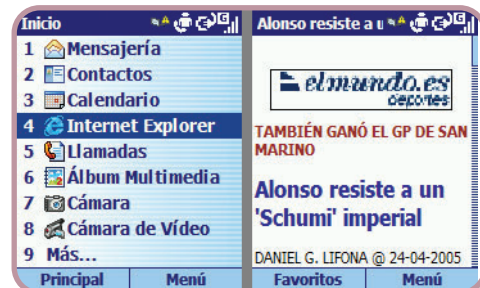 Inicio
1 Mensajería
2 Contactos
3 Calendario
4 Internet Explorer
5 Llamadas
6 Álbum Multimedia
7 Cámara
8 Cámara de Vídeo
9 Más...
Principal Menú
Alonso resiste a u
elmundo.es
deportes
TAMBIÉN GANÓ EL GP DE SAN
MARINO
Alonso resiste a un
'Schumi' imperial
DANIEL G. LIFONA @ 24-04-2005
Favoritos Menú